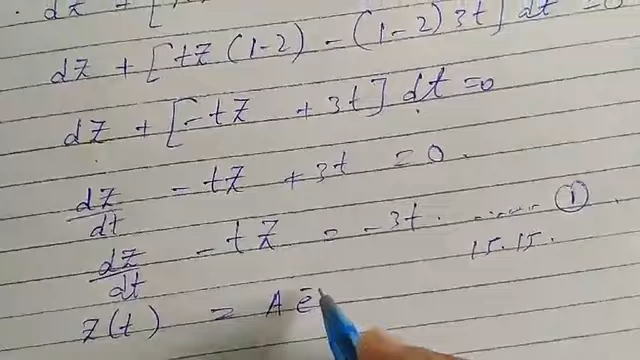 dz + [tz(1-2) - (1-2)3t] dt = 0
dz + [-tz + 3t] dt = 0
dz/dt - tz + 3t = 0.
dz/dt - tz = -3t. ------- ①
15.15.
z(t) = A e-